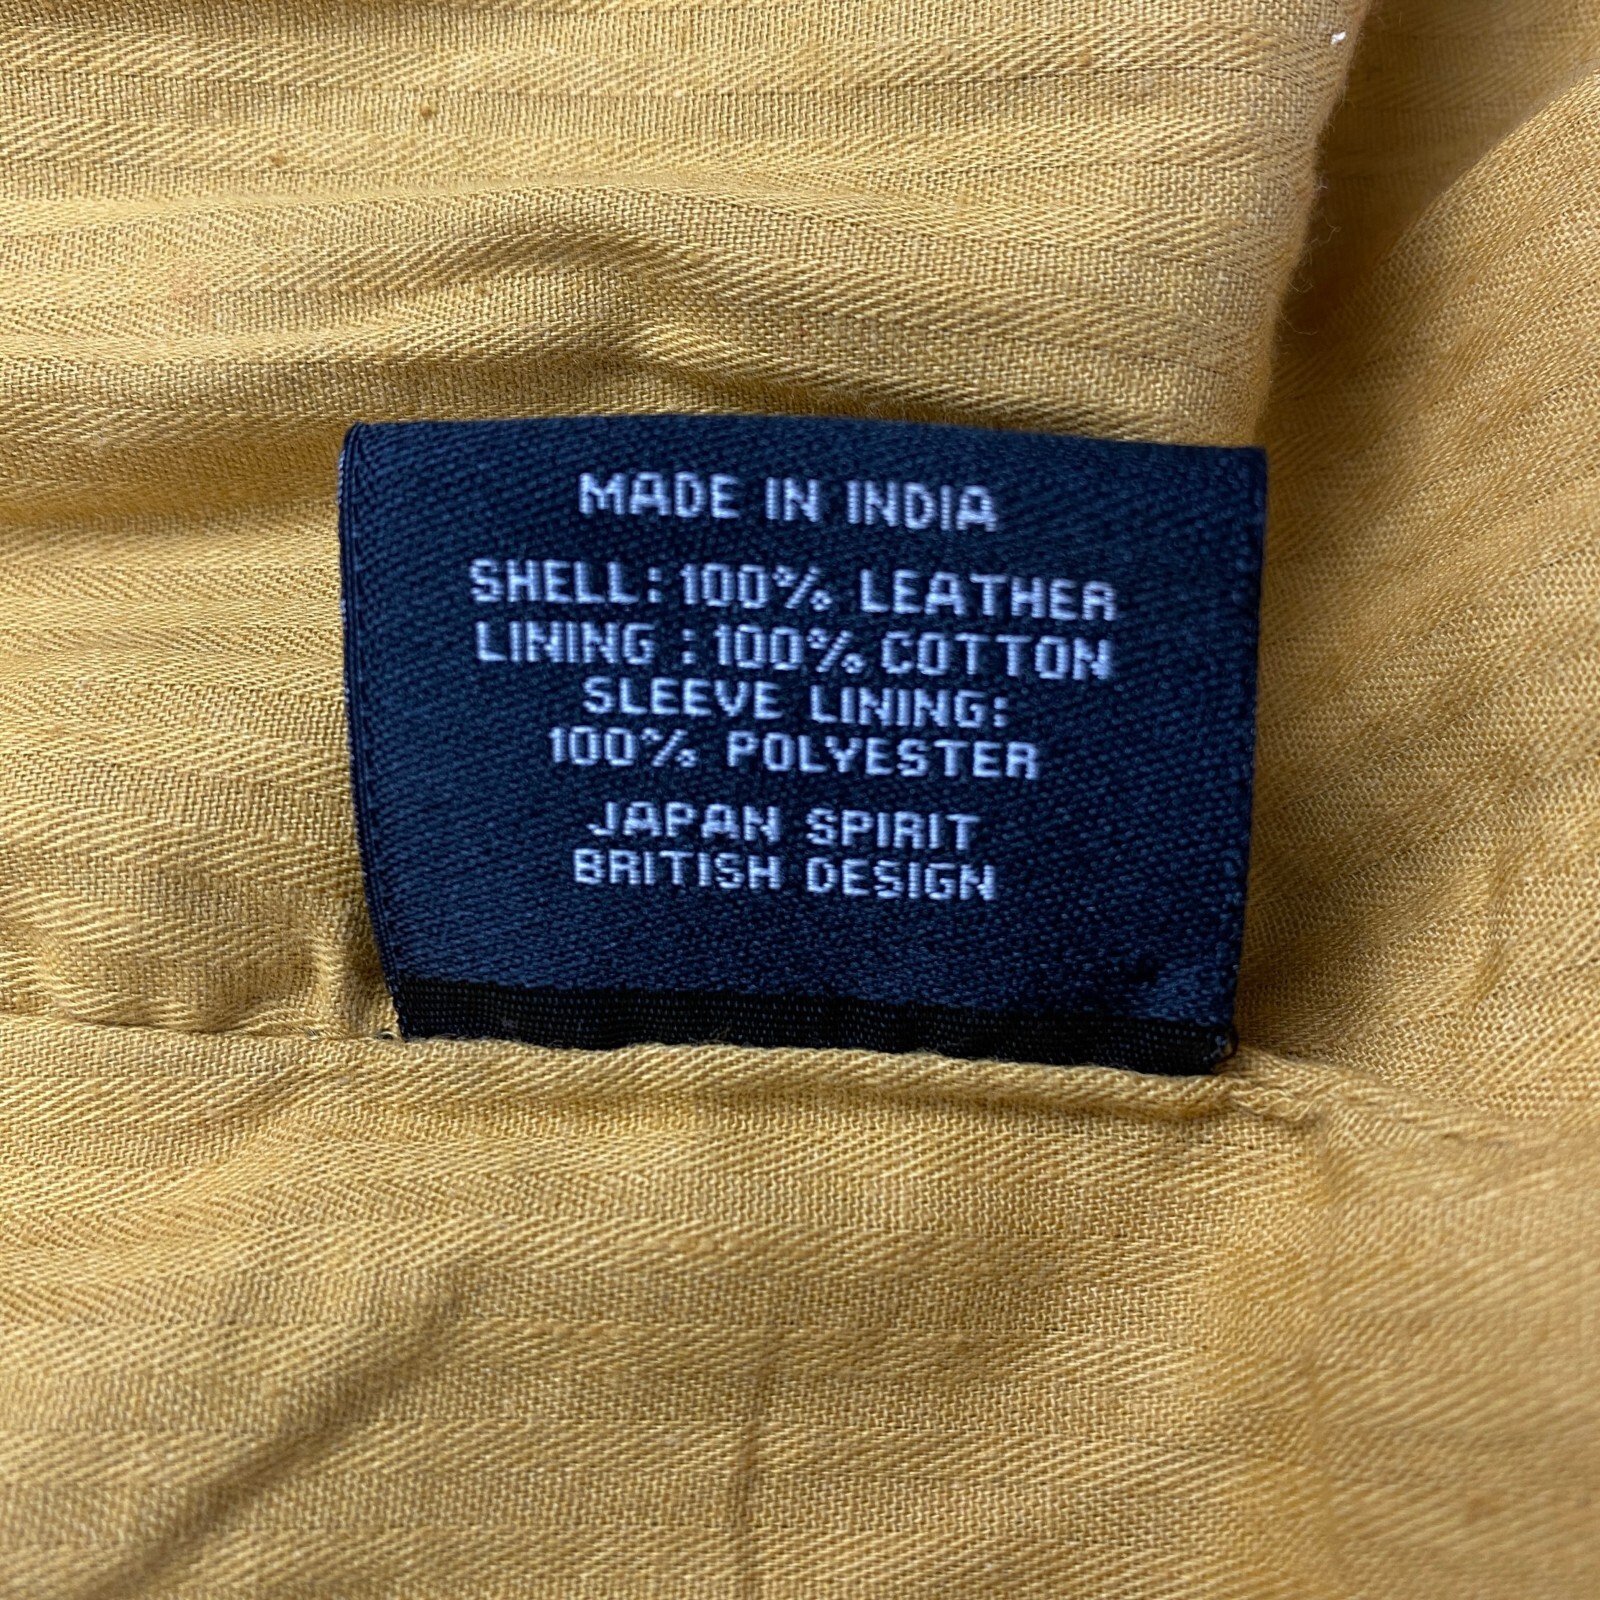 MADE IN INDIA
SHELL: 100% LEATHER
LINING : 100% COTTON
SLEEVE LINING:
100% POLYESTER
JAPAN SPIRIT
BRITISH DESIGN